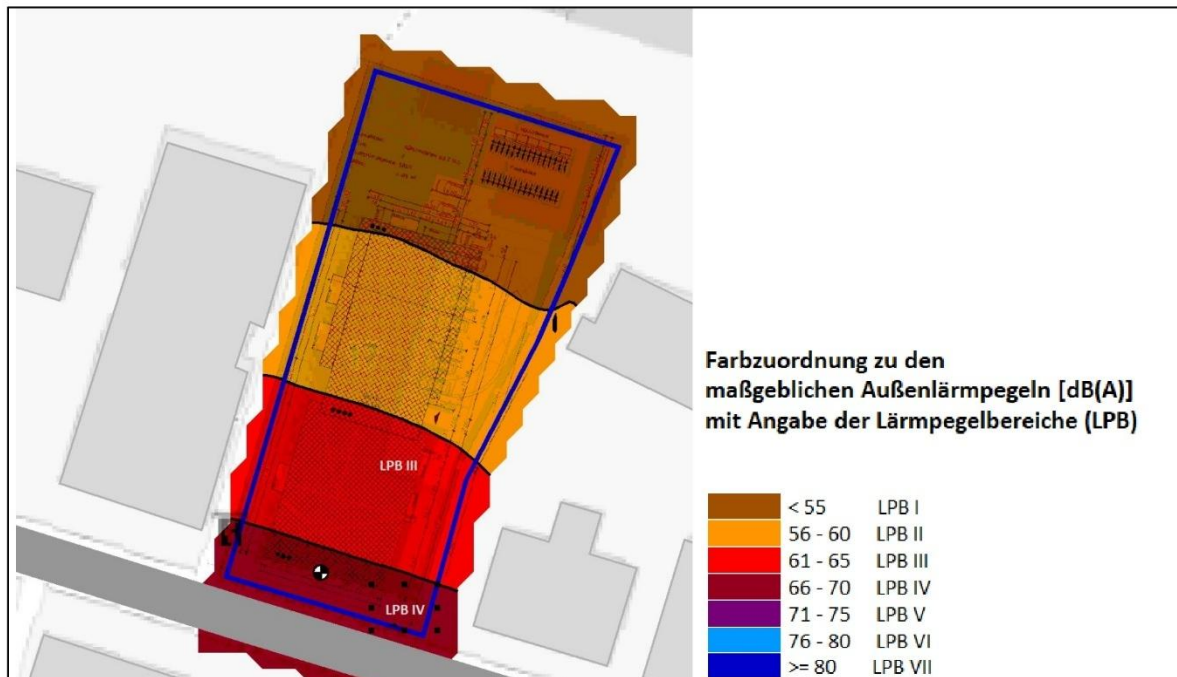 LPB III
LPB IV
Farbzuordnung zu den
maßgeblichen Außenlärmpegeln [dB(A)]
mit Angabe der Lärmpegelbereiche (LPB)
< 55 LPB I
56 - 60 LPB II
61 - 65 LPB III
66 - 70 LPB IV
71 - 75 LPB V
76 - 80 LPB VI
>= 80 LPB VII